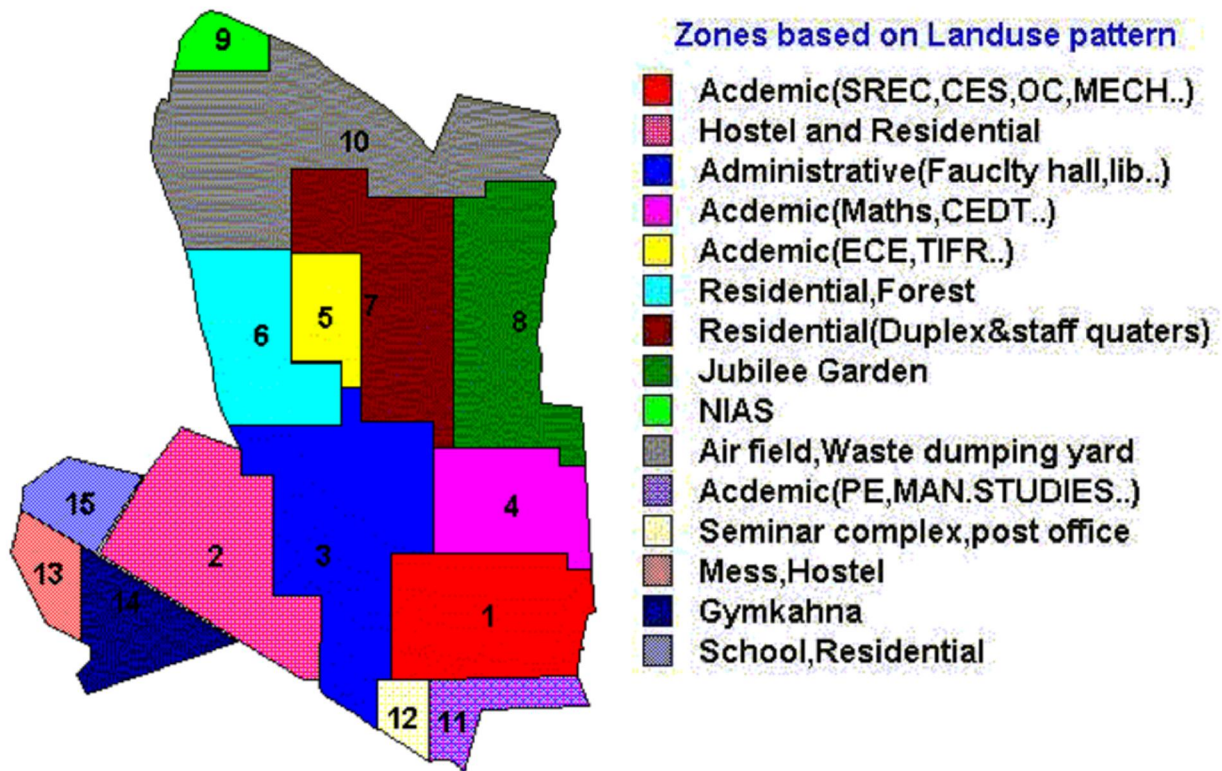 Zones based on Landuse pattern
Acdemic(SREC,CES,OC,MECH..)
Hostel and Residential
Administrative(Fauclty hall,lib..)
Acdemic(Maths,CEDT..)
Acdemic(ECE,TIFR..)
Residential,Forest
Residential(Duplex&staff quaters)
Jubilee Garden
NIAS
Air field,Waste dumping yard
Acdemic(PE,MAN.STUDIES..)
Seminar complex,post office
Mess,Hostel
Gymkahna
School,Residential
9
10
5
7
8
6
15
4
2
3
13
14
1
12
11